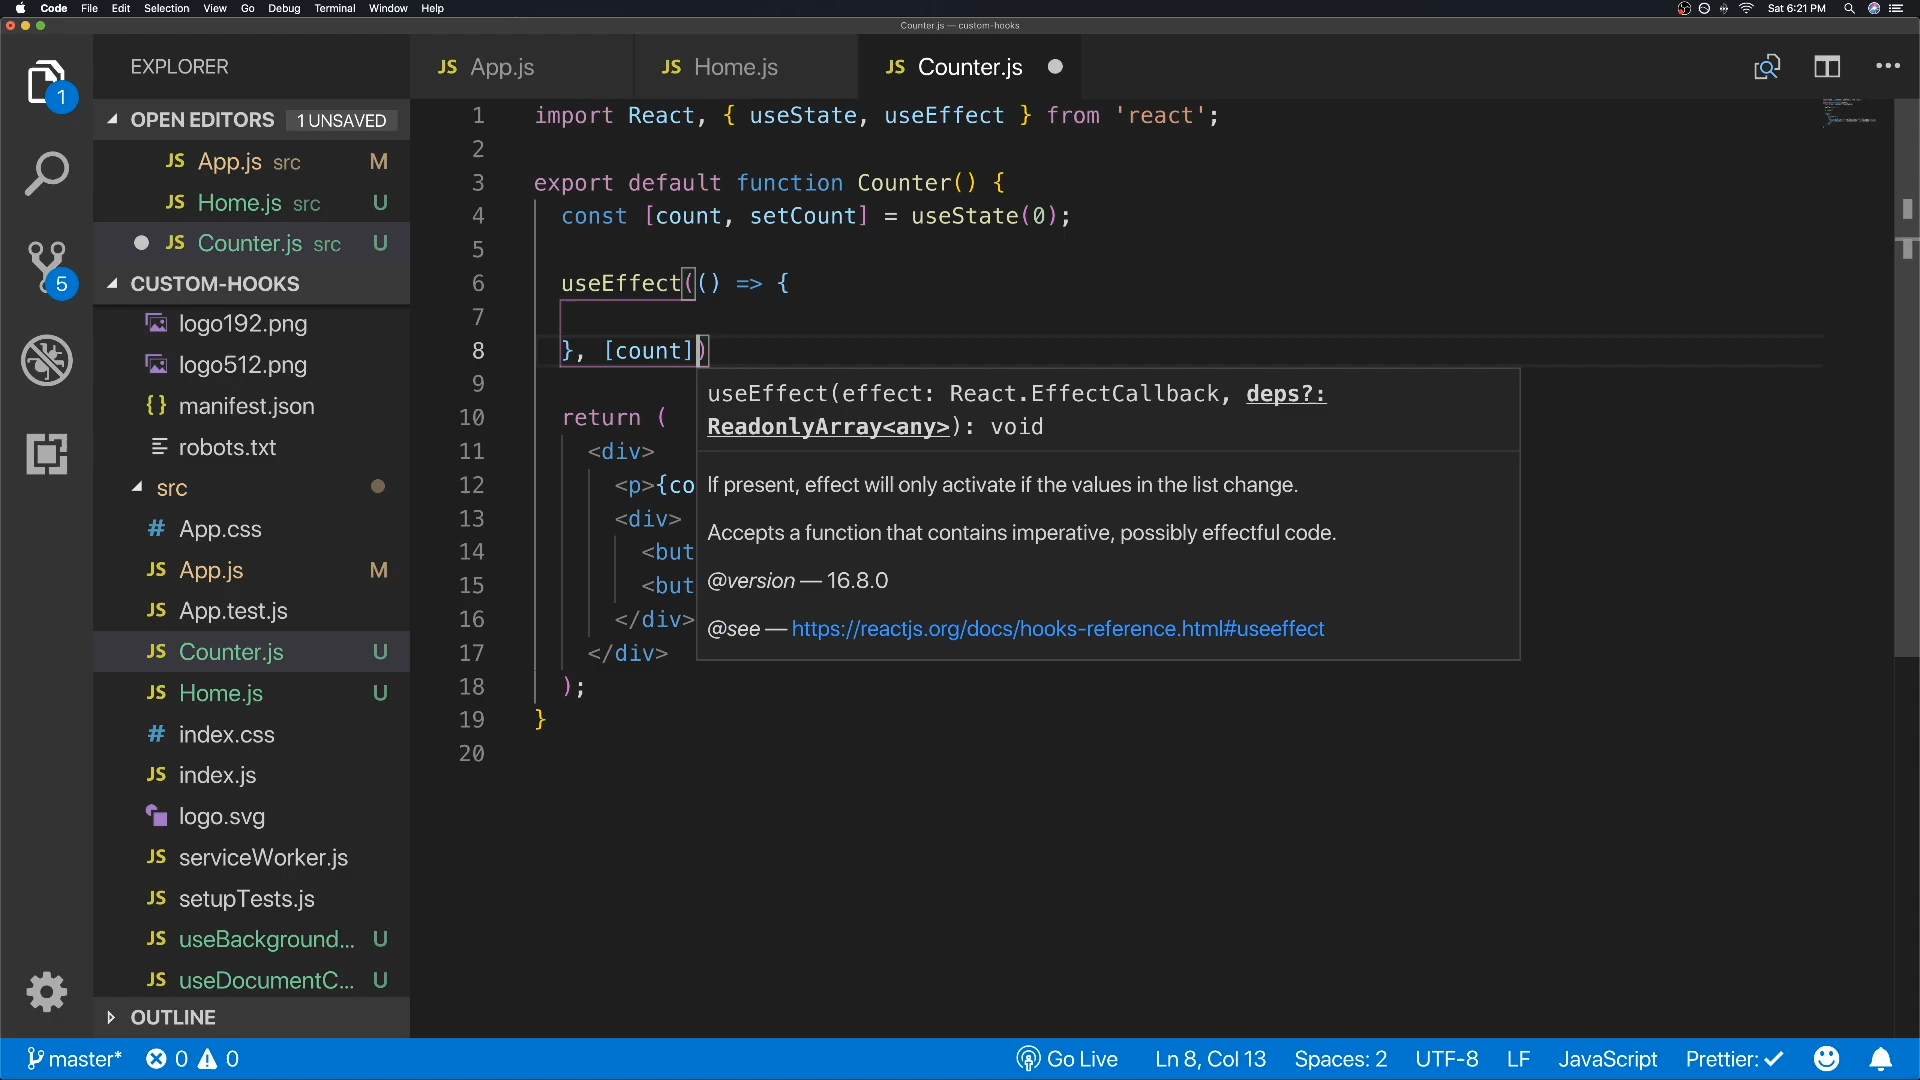 Code File Edit Selection View Go Debug Terminal Window Help
Sat 6:21 PM
Counter.js — custom-hooks
EXPLORER
JS App.js
JS Home.js
JS Counter.js
1
OPEN EDITORS 1 UNSAVED
JS App.js src M
JS Home.js src U
JS Counter.js src U
5
CUSTOM-HOOKS
logo192.png
logo512.png
{} manifest.json
robots.txt
src
# App.css
JS App.js M
JS App.test.js
JS Counter.js U
JS Home.js U
# index.css
JS index.js
logo.svg
JS serviceWorker.js
JS setupTests.js
JS useBackground... U
JS useDocumentC... U
OUTLINE
1 import React, { useState, useEffect } from 'react';
2
3 export default function Counter() {
4 const [count, setCount] = useState(0);
5
6 useEffect(() => {
7
8 }, [count])
9
10 return (
11 <div>
12 <p>{co
13 <div>
14 <but
15 <but
16 </div>
17 </div>
18 );
19 }
20
useEffect(effect: React.EffectCallback, deps?:
ReadonlyArray<any>): void
If present, effect will only activate if the values in the list change.
Accepts a function that contains imperative, possibly effectful code.
@version — 16.8.0
@see — https://reactjs.org/docs/hooks-reference.html#useeffect
master* 0 0 Go Live Ln 8, Col 13 Spaces: 2 UTF-8 LF JavaScript Prettier: ✓